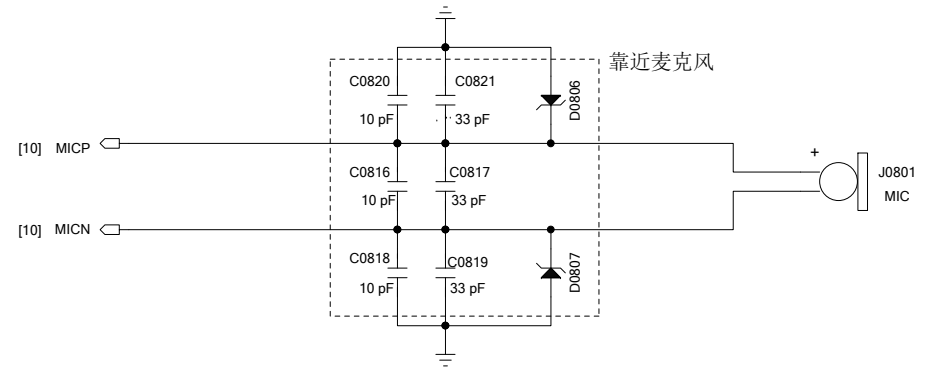 靠近麦克风
C0820
C0821
10 pF
33 pF
D0806
[10] MICP
+
C0816
C0817
J0801
10 pF
33 pF
MIC
[10] MICN
C0818
C0819
10 pF
33 pF
D0807